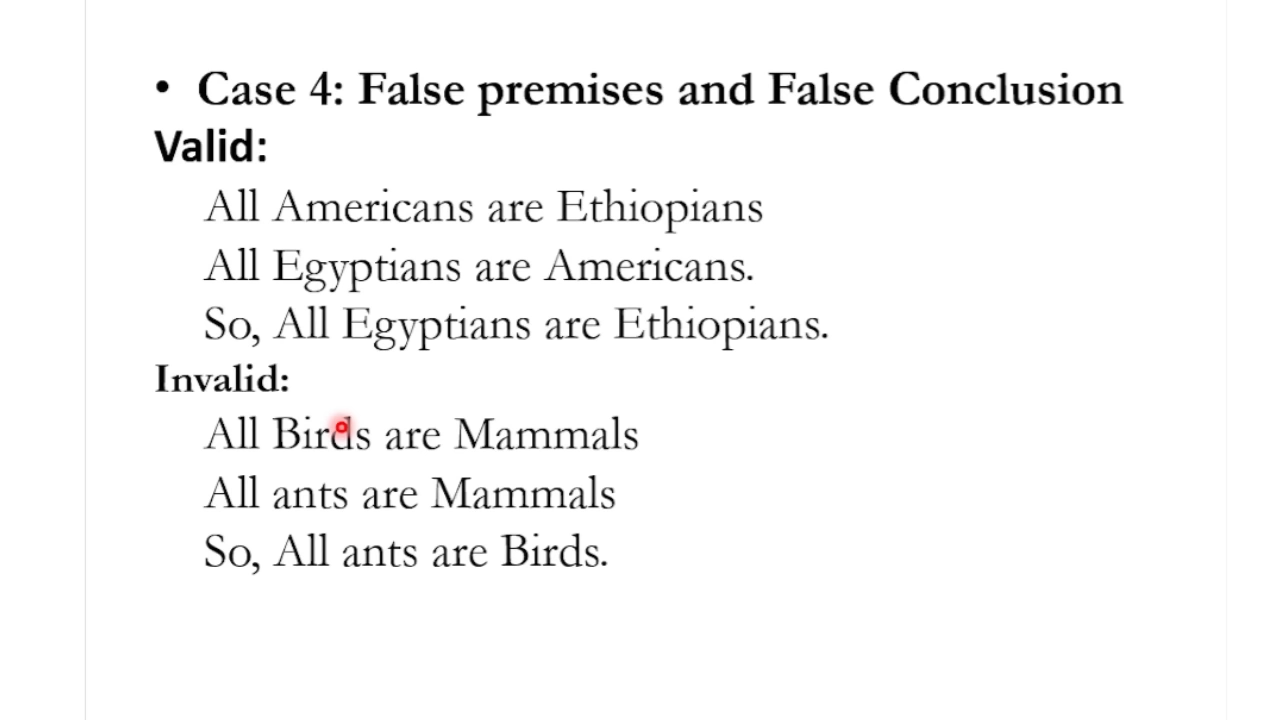 • Case 4: False premises and False Conclusion
Valid:
All Americans are Ethiopians
All Egyptians are Americans.
So, All Egyptians are Ethiopians.
Invalid:
All Birds are Mammals
All ants are Mammals
So, All ants are Birds.